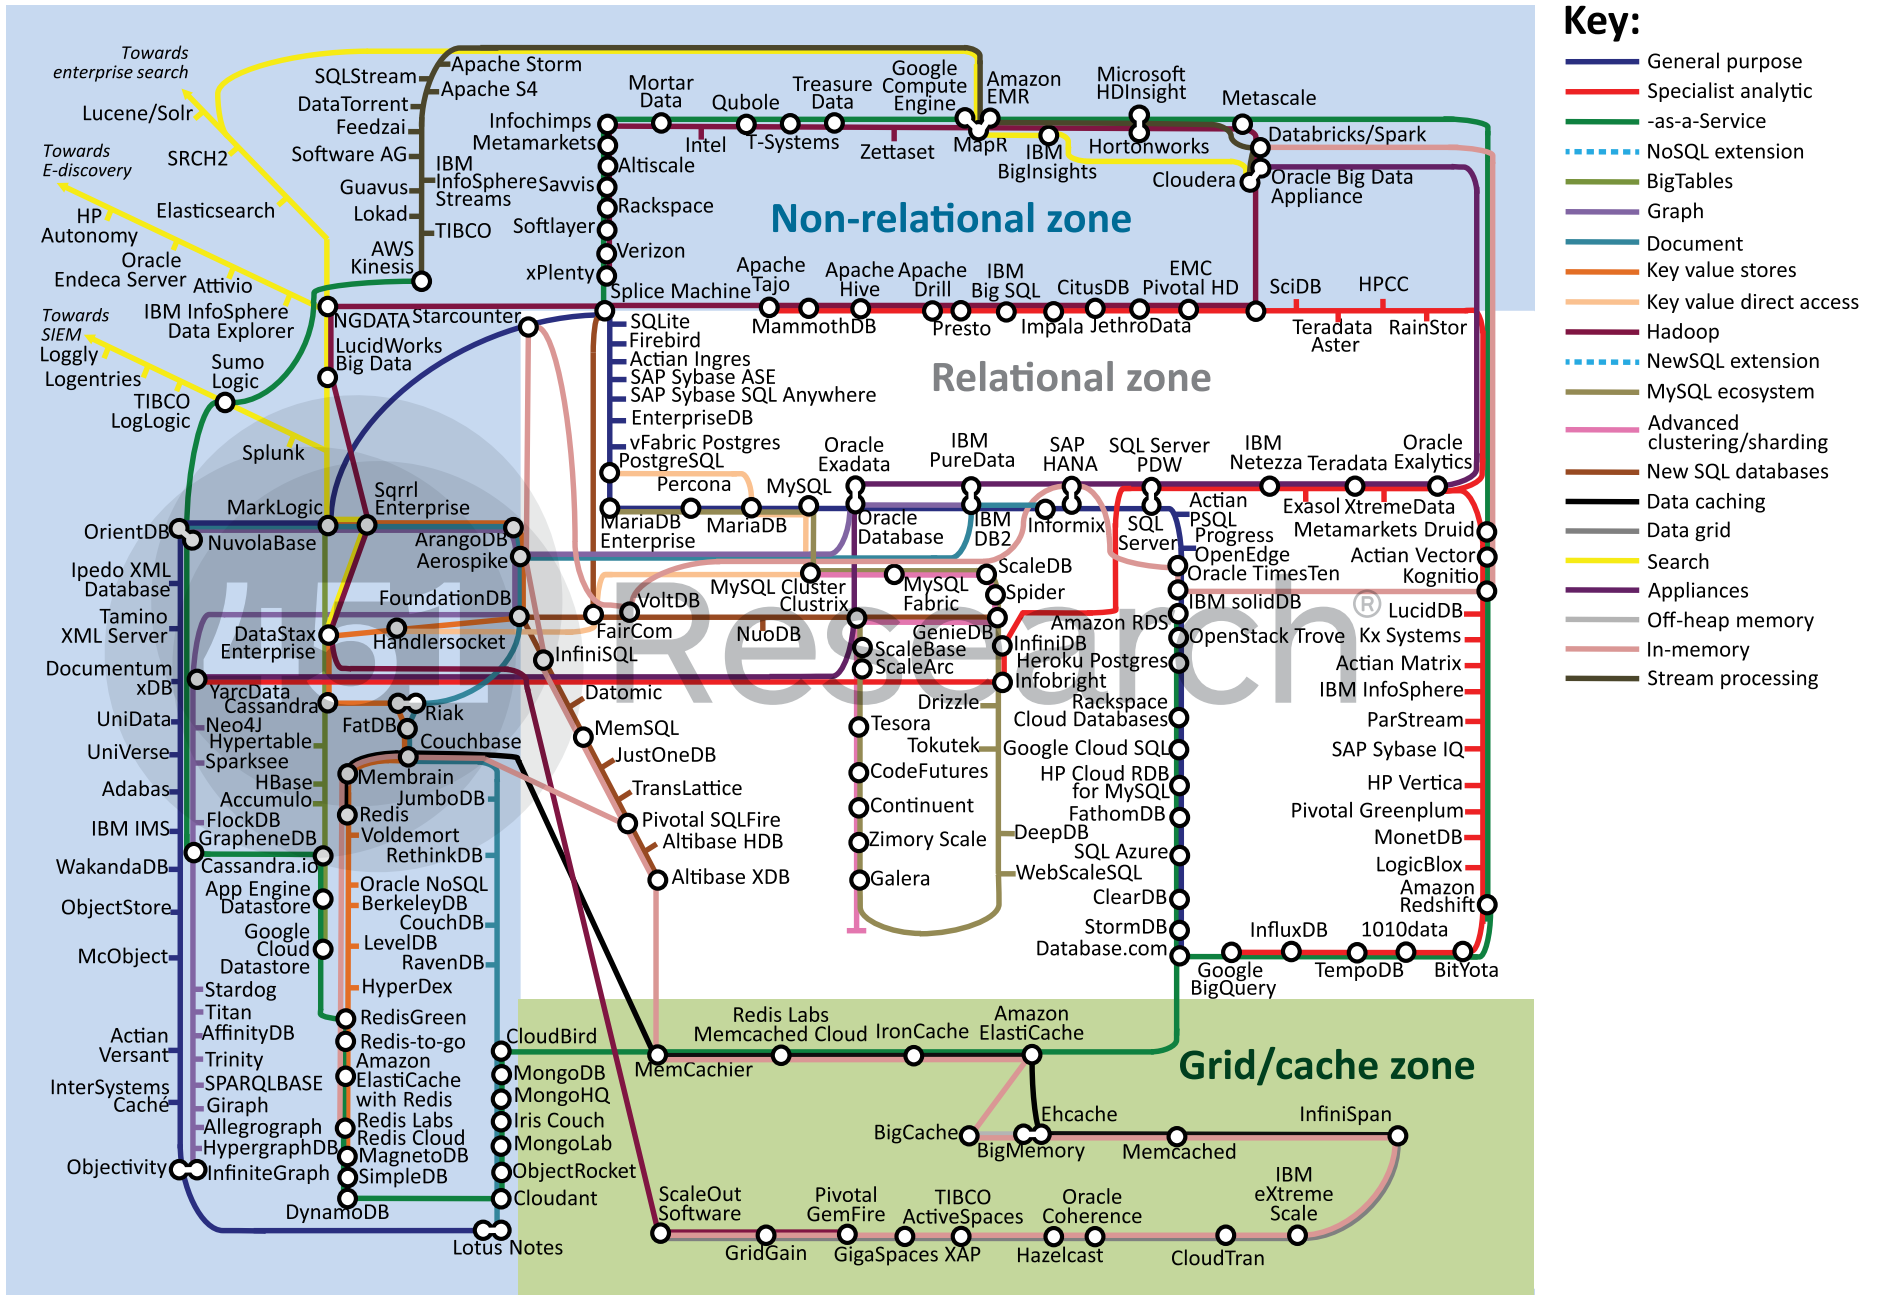 Key:
General purpose
Specialist analytic
-as-a-Service
NoSQL extension
BigTables
Graph
Document
Key value stores
Key value direct access
Hadoop
NewSQL extension
MySQL ecosystem
Advanced
clustering/sharding
New SQL databases
Data caching
Data grid
Search
Appliances
Off-heap memory
In-memory
Stream processing
Non-relational zone
Relational zone
Grid/cache zone
451 Research®
Towards
enterprise search
Lucene/Solr
SRCH2
Elasticsearch
Towards
E-discovery
HP
Autonomy
Oracle
Endeca Server
Attivio
IBM InfoSphere
Data Explorer
Towards
SIEM
Loggly
Logentries
Sumo
Logic
TIBCO
LogLogic
Splunk
SQLStream
DataTorrent
Feedzai
Software AG
Guavus
Lokad
AWS
Kinesis
Apache Storm
Apache S4
IBM
InfoSphere
Streams
TIBCO
Infochimps
Metamarkets
Altiscale
Savvis
Rackspace
Softlayer
Verizon
xPlenty
Splice Machine
Mortar
Data
Intel
Qubole
T-Systems
Treasure
Data
Zettaset
Google
Compute
Engine
Amazon
EMR
MapR
IBM
BigInsights
Microsoft
HDInsight
Hortonworks
Metascale
Databricks/Spark
Cloudera
Oracle Big Data
Appliance
Apache
Tajo
MammothDB
Apache
Hive
Apache
Drill
Presto
IBM
Big SQL
Impala
CitusDB
JethroData
EMC
Pivotal HD
SciDB
Teradata
Aster
HPCC
RainStor
NGDATA
Starcounter
LucidWorks
Big Data
SQLite
Firebird
Actian Ingres
SAP Sybase ASE
SAP Sybase SQL Anywhere
EnterpriseDB
vFabric Postgres
PostgreSQL
Percona
MySQL
MariaDB
Enterprise
MariaDB
Oracle
Exadata
Oracle
Database
IBM
PureData
IBM
DB2
SAP
HANA
Informix
SQL Server
PDW
SQL
Server
IBM
Netezza
Exasol
Teradata
XtremeData
Oracle
Exalytics
Actian
PSQL
Progress
OpenEdge
Oracle TimesTen
IBM solidDB
Amazon RDS
OpenStack Trove
Heroku Postgres
Rackspace
Cloud Databases
Google Cloud SQL
HP Cloud RDB
for MySQL
FathomDB
SQL Azure
ClearDB
StormDB
Database.com
Metamarkets Druid
Actian Vector
Kognitio
LucidDB
Kx Systems
Actian Matrix
IBM InfoSphere
ParStream
SAP Sybase IQ
HP Vertica
Pivotal Greenplum
MonetDB
LogicBlox
Amazon
Redshift
Google
BigQuery
InfluxDB
TempoDB
1010data
BitYota
MarkLogic
Sqrrl
Enterprise
OrientDB
NuvolaBase
ArangoDB
Aerospike
Ipedo XML
Database
Tamino
XML Server
Documentum
xDB
UniData
UniVerse
Adabas
IBM IMS
WakandaDB
ObjectStore
McObject
Actian
Versant
InterSystems
Caché
Objectivity
FoundationDB
DataStax
Enterprise
Handlersocket
YarcData
Cassandra
Neo4J
Hypertable
Sparksee
HBase
Accumulo
FlockDB
GrapheneDB
Cassandra.io
App Engine
Datastore
Google
Cloud
Datastore
Stardog
Titan
AffinityDB
Trinity
SPARQLBASE
Giraph
Allegrograph
HypergraphDB
InfiniteGraph
FatDB
Riak
Couchbase
Membrain
JumboDB
Redis
Voldemort
RethinkDB
Oracle NoSQL
BerkeleyDB
CouchDB
LevelDB
RavenDB
HyperDex
RedisGreen
Redis-to-go
Amazon
ElastiCache
with Redis
Redis Labs
Redis Cloud
MagnetoDB
SimpleDB
DynamoDB
CloudBird
MongoDB
MongoHQ
Iris Couch
MongoLab
ObjectRocket
Cloudant
Lotus Notes
MySQL Cluster
Clustrix
MySQL
Fabric
ScaleDB
Spider
GenieDB
InfiniDB
Infobright
VoltDB
FairCom
NuoDB
InfiniSQL
Datomic
MemSQL
JustOneDB
TransLattice
Pivotal SQLFire
Altibase HDB
Altibase XDB
ScaleBase
ScaleArc
Tesora
CodeFutures
Continuent
Zimory Scale
Galera
Drizzle
Tokutek
DeepDB
WebScaleSQL
MemCachier
Redis Labs
Memcached Cloud
IronCache
Amazon
ElastiCache
BigCache
Ehcache
BigMemory
Memcached
InfiniSpan
ScaleOut
Software
GridGain
Pivotal
GemFire
GigaSpaces XAP
TIBCO
ActiveSpaces
Oracle
Coherence
Hazelcast
CloudTran
IBM
eXtreme
Scale